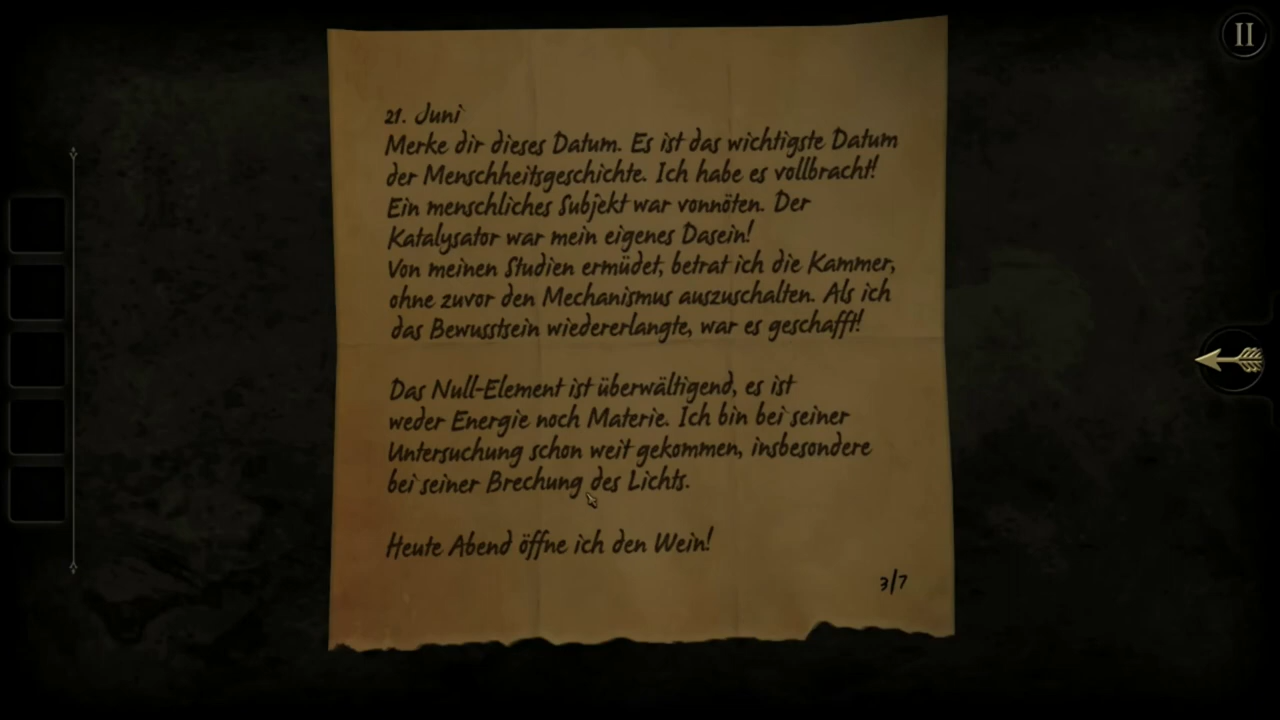 21. Juni
Merke dir dieses Datum. Es ist das wichtigste Datum
der Menschheitsgeschichte. Ich habe es vollbracht!
Ein menschliches Subjekt war vonnöten. Der
Katalysator war mein eigenes Dasein!
Von meinen Studien ermüdet, betrat ich die Kammer,
ohne zuvor den Mechanismus auszuschalten. Als ich
das Bewusstsein wiedererlangte, war es geschafft!
Das Null-Element ist überwältigend, es ist
weder Energie noch Materie. Ich bin bei seiner
Untersuchung schon weit gekommen, insbesondere
bei seiner Brechung des Lichts.
Heute Abend öffne ich den Wein!
3/7